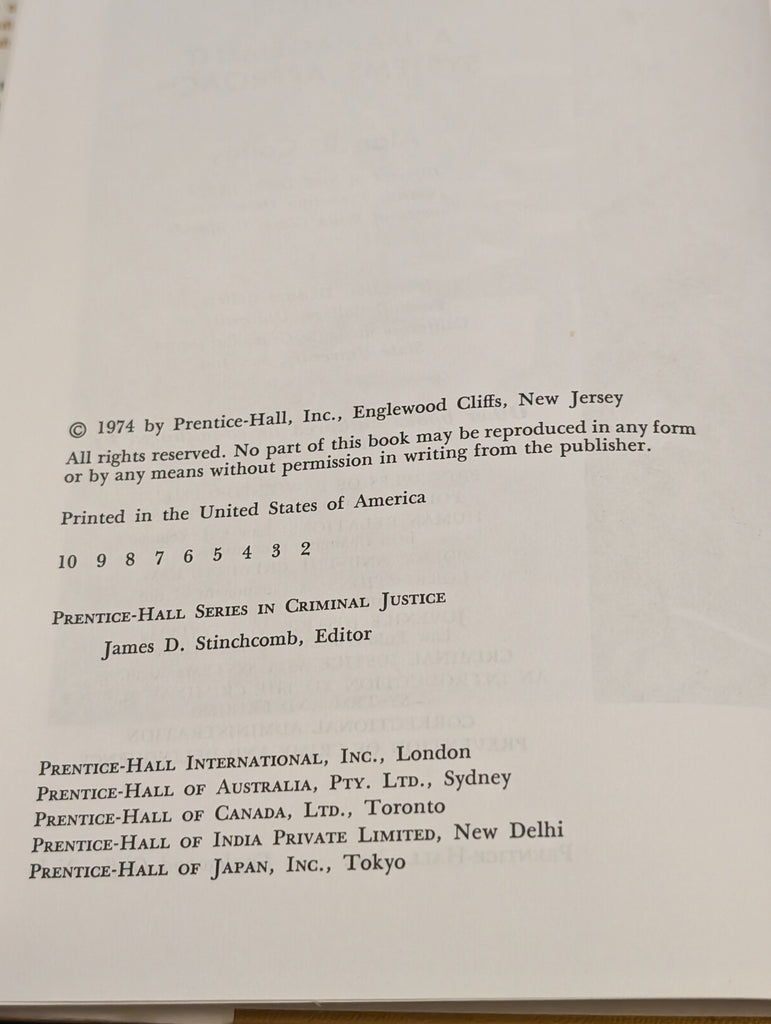 © 1974 by Prentice-Hall, Inc., Englewood Cliffs, New Jersey
All rights reserved. No part of this book may be reproduced in any form
or by any means without permission in writing from the publisher.
Printed in the United States of America
10 9 8 7 6 5 4 3 2
PRENTICE-HALL SERIES IN CRIMINAL JUSTICE
James D. Stinchcomb, Editor
PRENTICE-HALL INTERNATIONAL, INC., London
PRENTICE-HALL OF AUSTRALIA, PTY. LTD., Sydney
PRENTICE-HALL OF CANADA, LTD., Toronto
PRENTICE-HALL OF INDIA PRIVATE LIMITED, New Delhi
PRENTICE-HALL OF JAPAN, INC., Tokyo